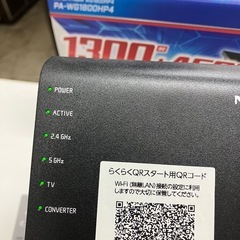 PA-WG1800HP4
POWER
ACTIVE
2.4 GHz
5 GHz
TV
CONVERTER
らくらくQRスタート用QRコード
Wi-Fi(無線LAN)接続の設定に利用
しますので大切に保管してください。